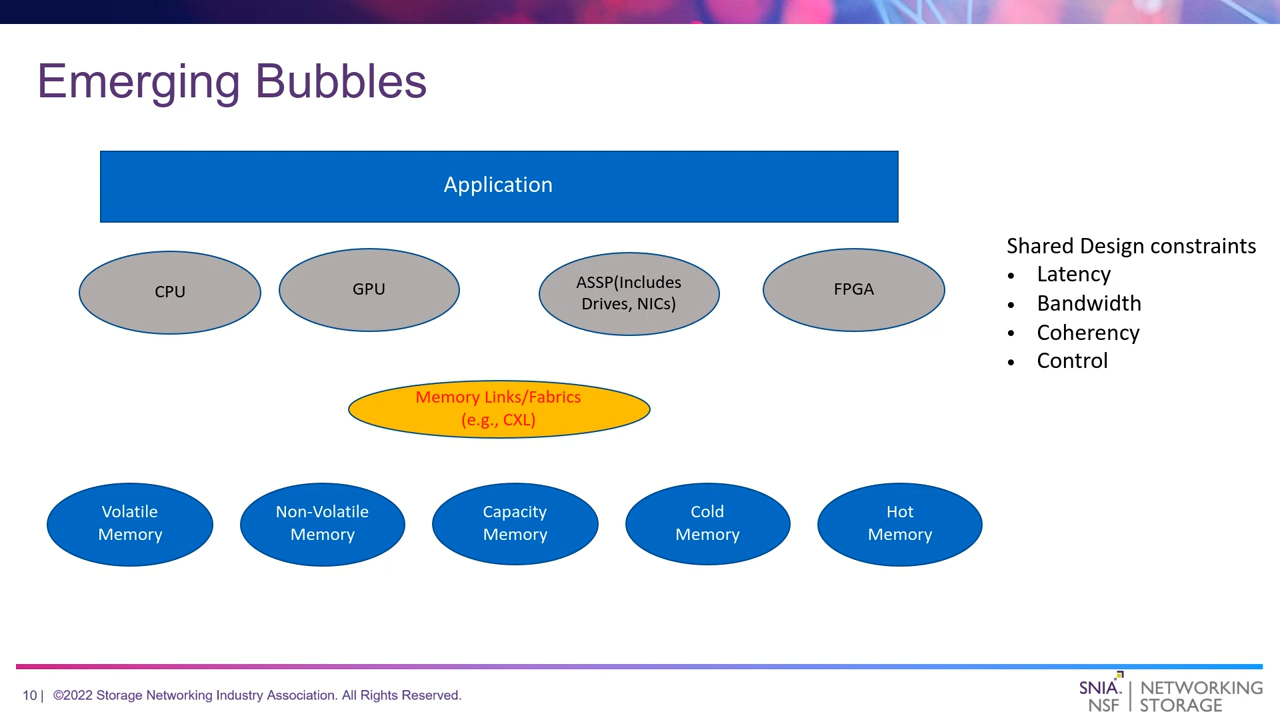 Emerging Bubbles
Application
CPU
GPU
ASSP(Includes
Drives, NICs)
FPGA
Shared Design constraints
• Latency
• Bandwidth
• Coherency
• Control
Memory Links/Fabrics
(e.g., CXL)
Volatile
Memory
Non-Volatile
Memory
Capacity
Memory
Cold
Memory
Hot
Memory
10 | ©2022 Storage Networking Industry Association. All Rights Reserved.
SNIA. | NETWORKING
NSF | STORAGE